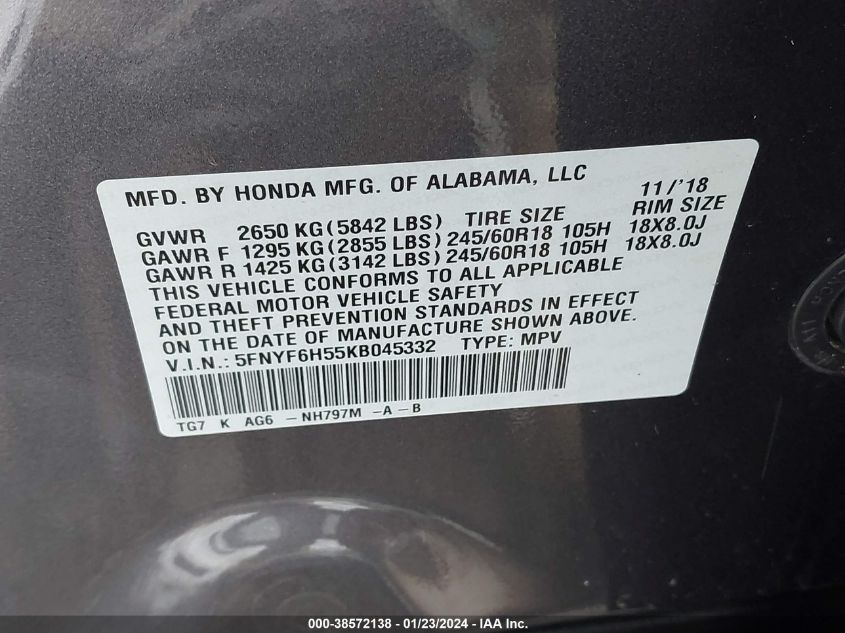 MFD. BY HONDA MFG. OF ALABAMA, LLC 11/'18
GVWR 2650 KG (5842 LBS) TIRE SIZE RIM SIZE
GAWR F 1295 KG (2855 LBS) 245/60R18 105H 18X8.0J
GAWR R 1425 KG (3142 LBS) 245/60R18 105H 18X8.0J
THIS VEHICLE CONFORMS TO ALL APPLICABLE
FEDERAL MOTOR VEHICLE SAFETY
AND THEFT PREVENTION STANDARDS IN EFFECT
ON THE DATE OF MANUFACTURE SHOWN ABOVE.
V.I.N.: 5FNYF6H55KB045332 TYPE: MPV
TG7 K AG6 -NH797M -A-B
000-38572138 - 01/23/2024 - IAA Inc.